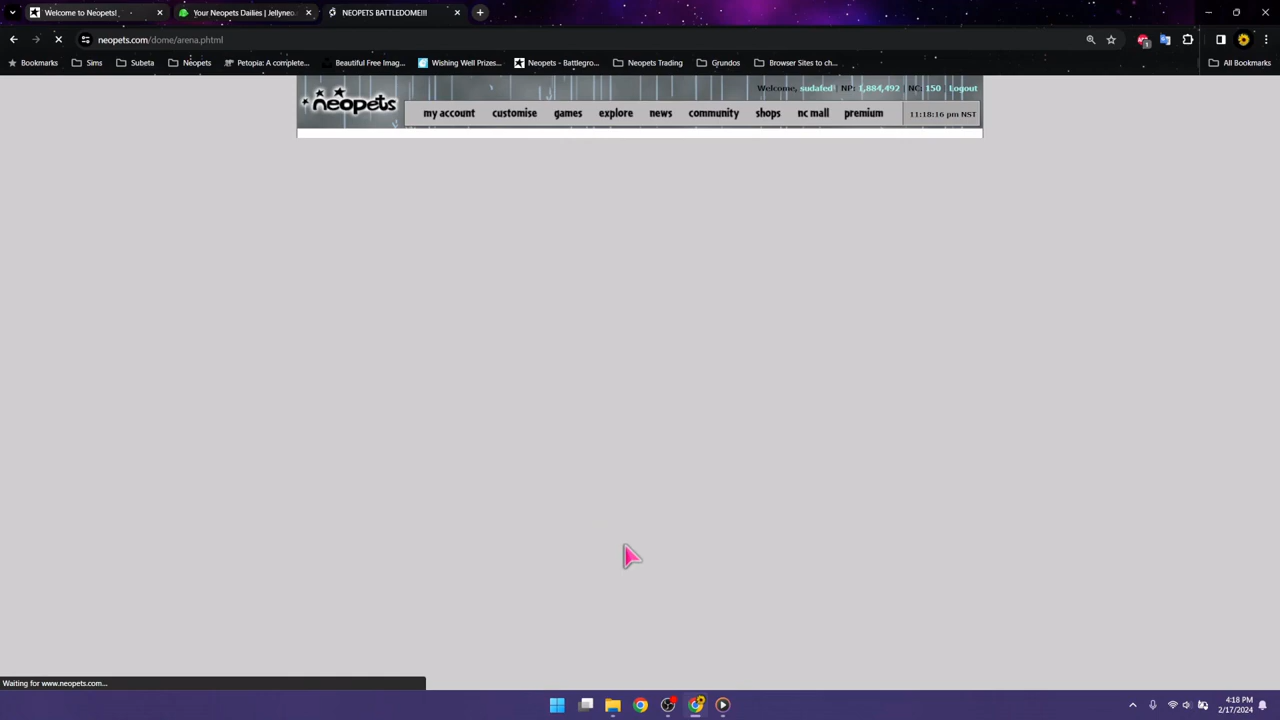 Welcome to Neopets!
Your Neopets Dailies | Jellyneo
NEOPETS BATTLEDOME!!!
neopets.com/dome/arena.phtml
1
Bookmarks
Sims
Subeta
Neopets
Petopia: A complete...
Beautiful Free Imag...
Wishing Well Prizes...
Neopets - Battlegro...
Neopets Trading
Grundos
Browser Sites to ch...
All Bookmarks
neopets
Welcome, sudafed | NP: 1,884,492 | NC: 150 Logout
my account
customise
games
explore
news
community
shops
nc mall
premium
11:18:16 pm NST
Waiting for www.neopets.com...
4:18 PM
2/17/2024